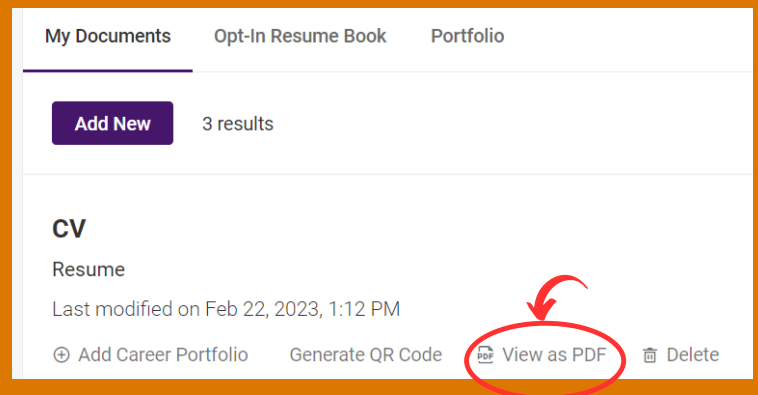 My Documents Opt-In Resume Book Portfolio
Add New 3 results
CV
Resume
Last modified on Feb 22, 2023, 1:12 PM
Add Career Portfolio Generate QR Code PDF View as PDF Delete